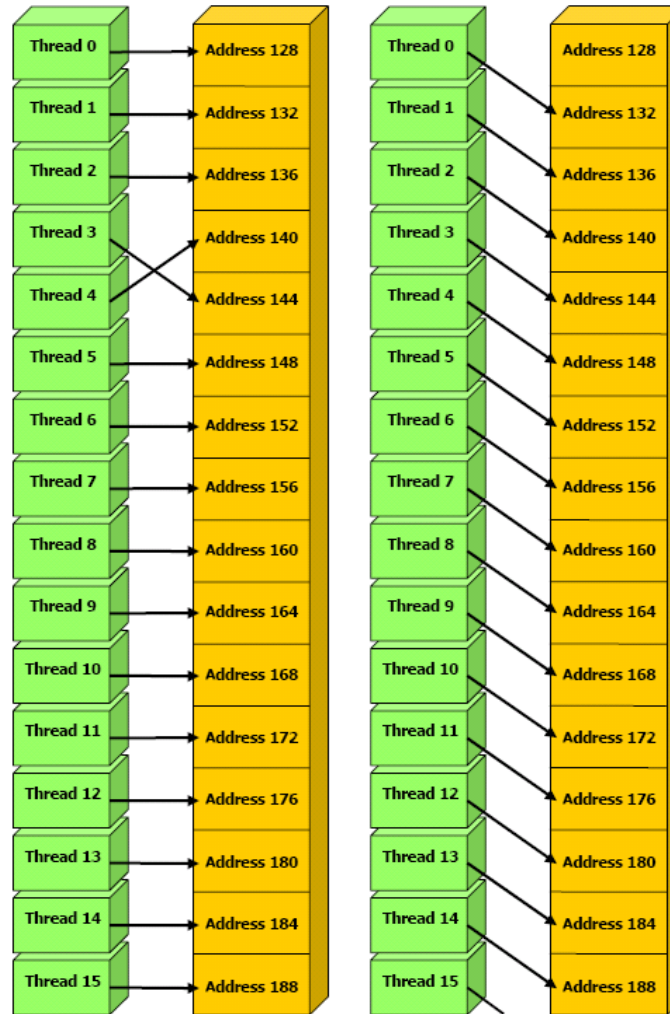 Thread 0 Address 128 Thread 0 Address 128
Thread 1 Address 132 Thread 1 Address 132
Thread 2 Address 136 Thread 2 Address 136
Thread 3 Address 140 Thread 3 Address 140
Thread 4 Address 144 Thread 4 Address 144
Thread 5 Address 148 Thread 5 Address 148
Thread 6 Address 152 Thread 6 Address 152
Thread 7 Address 156 Thread 7 Address 156
Thread 8 Address 160 Thread 8 Address 160
Thread 9 Address 164 Thread 9 Address 164
Thread 10 Address 168 Thread 10 Address 168
Thread 11 Address 172 Thread 11 Address 172
Thread 12 Address 176 Thread 12 Address 176
Thread 13 Address 180 Thread 13 Address 180
Thread 14 Address 184 Thread 14 Address 184
Thread 15 Address 188 Thread 15 Address 188